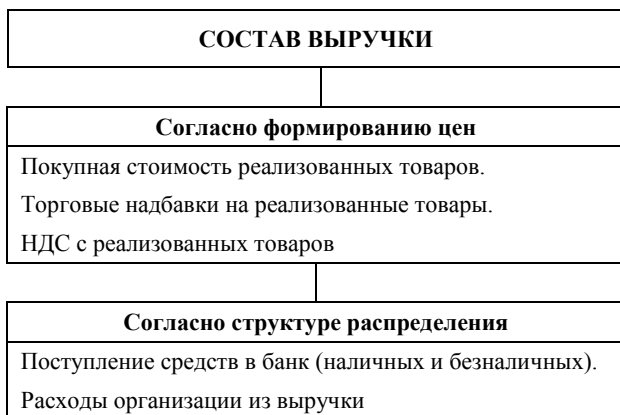 СОСТАВ ВЫРУЧКИ
Согласно формированию цен
Покупная стоимость реализованных товаров.
Торговые надбавки на реализованные товары.
НДС с реализованных товаров
Согласно структуре распределения
Поступление средств в банк (наличных и безналичных).
Расходы организации из выручки